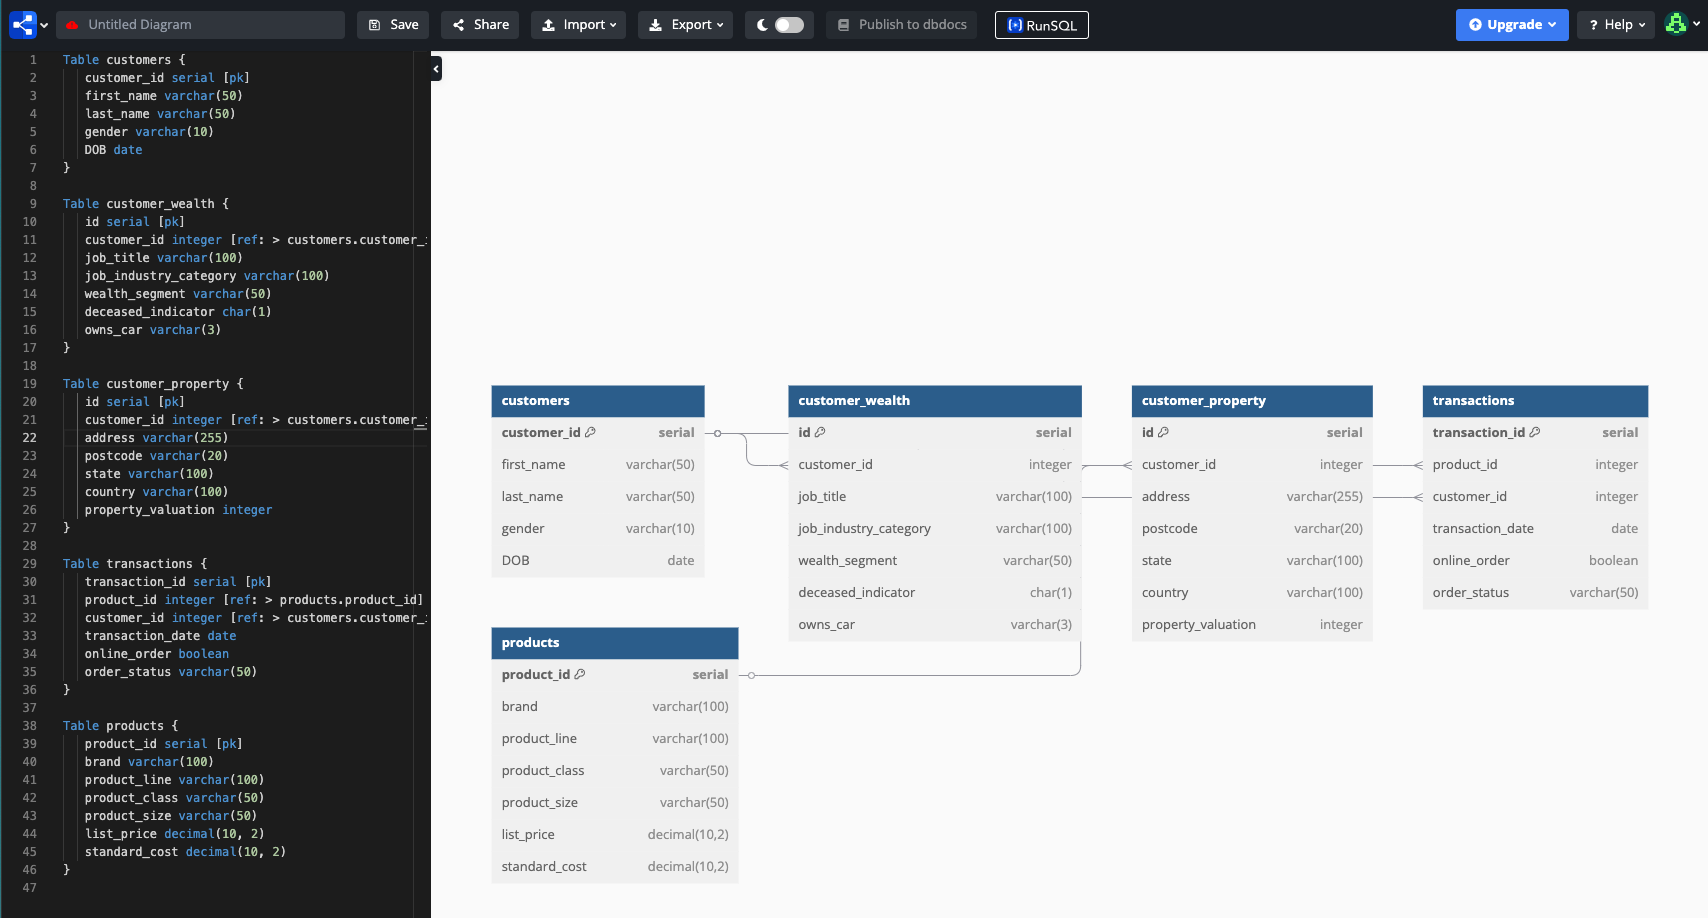 Untitled Diagram
Save
Share
Import
Export
Publish to dbdocs
RunSQL
Upgrade
? Help
1 Table customers {
2 customer_id serial [pk]
3 first_name varchar(50)
4 last_name varchar(50)
5 gender varchar(10)
6 DOB date
7 }
8
9 Table customer_wealth {
10 id serial [pk]
11 customer_id integer [ref: > customers.customer_
12 job_title varchar(100)
13 job_industry_category varchar(100)
14 wealth_segment varchar(50)
15 deceased_indicator char(1)
16 owns_car varchar(3)
17 }
18
19 Table customer_property {
20 id serial [pk]
21 customer_id integer [ref: > customers.customer_
22 address varchar(255)
23 postcode varchar(20)
24 state varchar(100)
25 country varchar(100)
26 property_valuation integer
27 }
28
29 Table transactions {
30 transaction_id serial [pk]
31 product_id integer [ref: > products.product_id]
32 customer_id integer [ref: > customers.customer_
33 transaction_date date
34 online_order boolean
35 order_status varchar(50)
36 }
37
38 Table products {
39 product_id serial [pk]
40 brand varchar(100)
41 product_line varchar(100)
42 product_class varchar(50)
43 product_size varchar(50)
44 list_price decimal(10, 2)
45 standard_cost decimal(10, 2)
46 }
47
customers
customer_id serial
first_name varchar(50)
last_name varchar(50)
gender varchar(10)
DOB date
customer_wealth
id serial
customer_id integer
job_title varchar(100)
job_industry_category varchar(100)
wealth_segment varchar(50)
deceased_indicator char(1)
owns_car varchar(3)
customer_property
id serial
customer_id integer
address varchar(255)
postcode varchar(20)
state varchar(100)
country varchar(100)
property_valuation integer
transactions
transaction_id serial
product_id integer
customer_id integer
transaction_date date
online_order boolean
order_status varchar(50)
products
product_id serial
brand varchar(100)
product_line varchar(100)
product_class varchar(50)
product_size varchar(50)
list_price decimal(10,2)
standard_cost decimal(10,2)